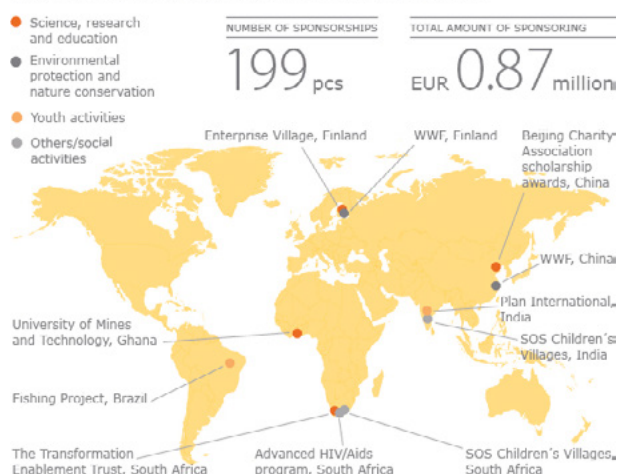 Science, research
and education
Environmental
protection and
nature conservation
Youth activities
Others/social
activities
NUMBER OF SPONSORSHIPS
199 pcs
TOTAL AMOUNT OF SPONSORING
EUR 0.87 million
Enterprise Village, Finland
WWF, Finland
Beijing Charity
Association
scholarship
awards, China
WWF, China
Plan International,
India
SOS Children´s
Villages, India
University of Mines
and Technology, Ghana
Fishing Project, Brazil
The Transformation
Enablement Trust, South Africa
Advanced HIV/Aids
program, South Africa
SOS Children´s Villages,
South Africa